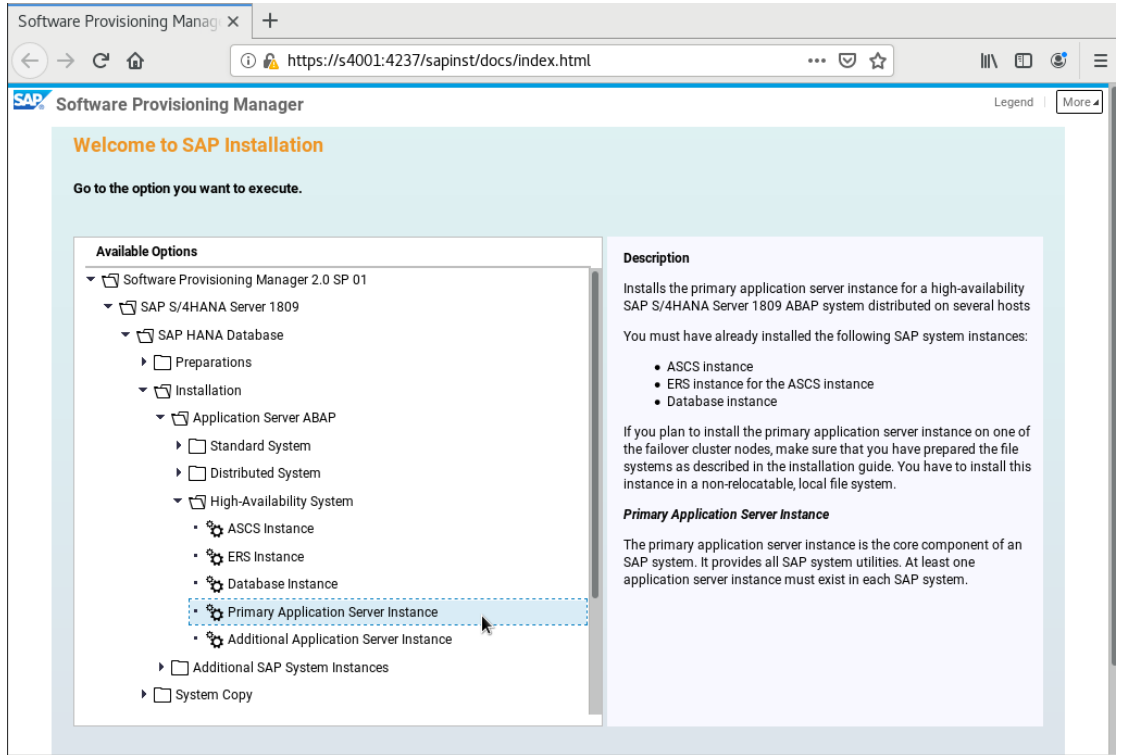 Software Provisioning Manag
https://s4001:4237/sapinst/docs/index.html
SAP Software Provisioning Manager
Legend
More
Welcome to SAP Installation
Go to the option you want to execute.
Available Options
Software Provisioning Manager 2.0 SP 01
SAP S/4HANA Server 1809
SAP HANA Database
Preparations
Installation
Application Server ABAP
Standard System
Distributed System
High-Availability System
ASCS Instance
ERS Instance
Database Instance
Primary Application Server Instance
Additional Application Server Instance
Additional SAP System Instances
System Copy
Description
Installs the primary application server instance for a high-availability
SAP S/4HANA Server 1809 ABAP system distributed on several hosts
You must have already installed the following SAP system instances:
• ASCS instance
• ERS instance for the ASCS instance
• Database instance
If you plan to install the primary application server instance on one of
the failover cluster nodes, make sure that you have prepared the file
systems as described in the installation guide. You have to install this
instance in a non-relocatable, local file system.
Primary Application Server Instance
The primary application server instance is the core component of an
SAP system. It provides all SAP system utilities. At least one
application server instance must exist in each SAP system.